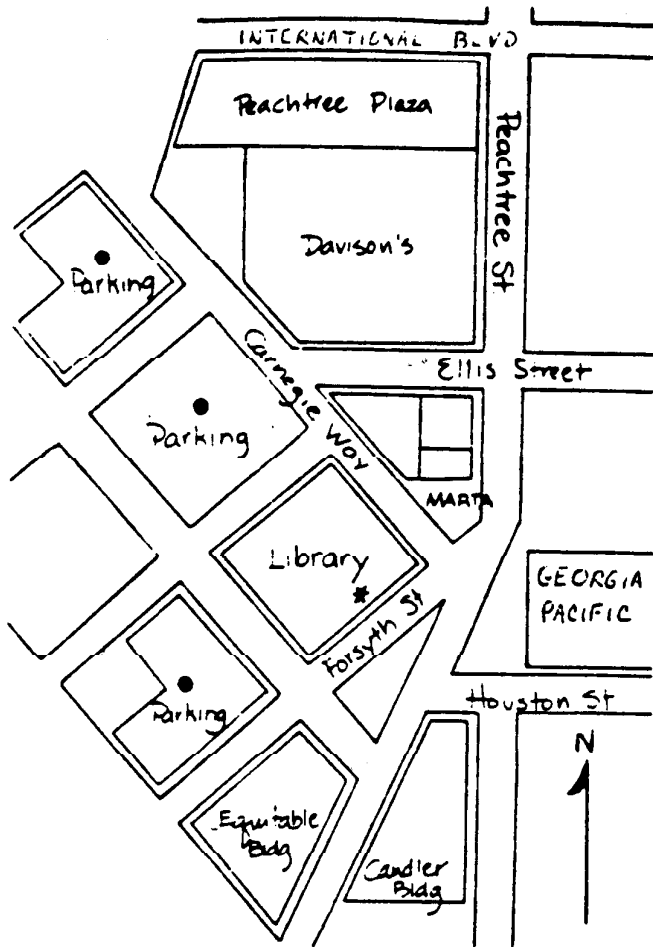 INTERNATIONAL BLVD
Peachtree Plaza
Peachtree St
Davison's
Parking
Carnegie Way
Ellis Street
Parking
MARTA
Library
*
GEORGIA
PACIFIC
Forsyth St
Parking
Houston St
N
Equitable
Bldg
Candler
Bldg